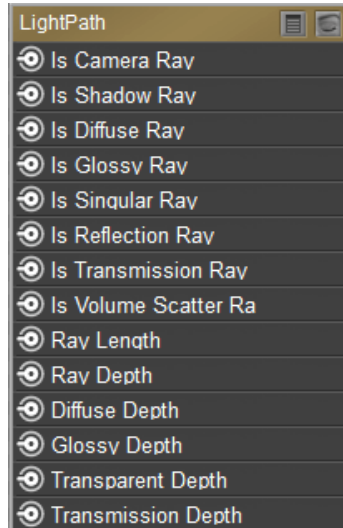 LightPath
Is Camera Ray
Is Shadow Ray
Is Diffuse Ray
Is Glossy Ray
Is Singular Ray
Is Reflection Ray
Is Transmission Ray
Is Volume Scatter Ra
Ray Length
Ray Depth
Diffuse Depth
Glossy Depth
Transparent Depth
Transmission Depth